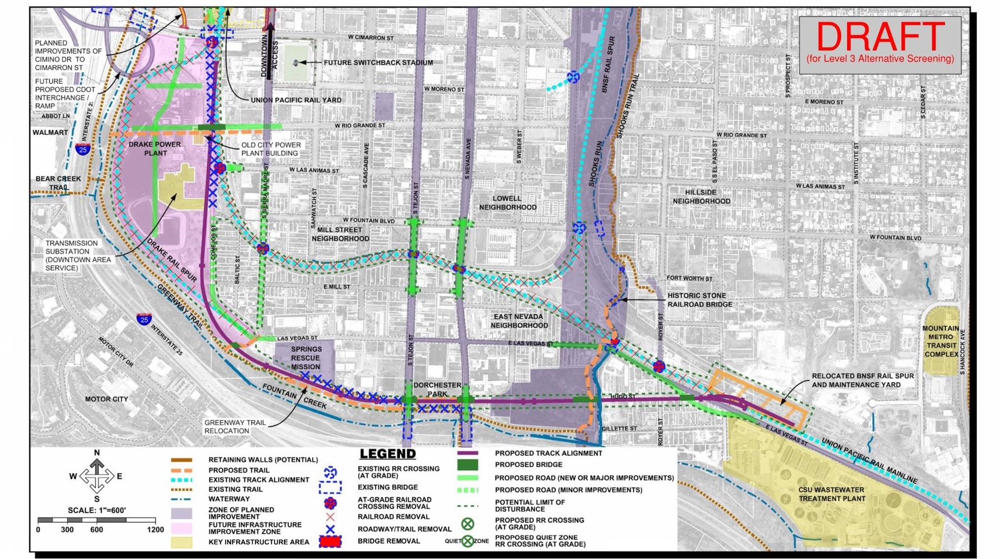 DRAFT
(for Level 3 Alternative Screening)
PLANNED
IMPROVEMENTS OF
CIMINO DR TO
CIMARRON ST
FUTURE
PROPOSED CDOT
INTERCHANGE /
RAMP
ABBOT LN
WALMART
INTERSTATE 2
25
BEAR CREEK
TRAIL
DRAKE POWER
PLANT
OLD CITY POWER
PLANT BUILDING
UNION PACIFIC RAIL YARD
DOWNTOWN
ACCESS
FUTURE SWITCHBACK STADIUM
W CIMARRON ST
W MORENO ST
W RIO GRANDE ST
W LAS ANIMAS ST
W FOUNTAIN BLVD
S SIERRA MADRE ST
SAHWATCH ST
S CASCADE AVE
S TEJON ST
S NEVADA AVE
S WEBER ST
BNSF RAIL SPUR
SHOOKS RUN TRAIL
SHOOKS RUN
S PROSPECT ST
E MORENO ST
S CEDAR ST
W RIO GRANDE ST
S EL PASO ST
S INSTITUTE ST
W LAS ANIMAS ST
LOWELL
NEIGHBORHOOD
HILLSIDE
NEIGHBORHOOD
MILL STREET
NEIGHBORHOOD
W FOUNTAIN BLVD
TRANSMISSION
SUBSTATION
(DOWNTOWN AREA
SERVICE)
DRAKE RAIL SPUR
CONEJOS ST
BALTIC ST
E MILL ST
FORT WORTH ST
HISTORIC STONE
RAILROAD BRIDGE
GREENWAY TRAIL
25
INTERSTATE 25
MOTOR CITY DR
EAST NEVADA
NEIGHBORHOOD
ROYER ST
LAS VEGAS ST
E LAS VEGAS ST
S TEJON ST
SPRINGS
RESCUE
MISSION
MOUNTAIN
METRO
TRANSIT
COMPLEX
S HANCOCK AVE
RELOCATED BNSF RAIL SPUR
AND MAINTENANCE YARD
DORCHESTER
PARK
HUGO ST
MOTOR CITY
FOUNTAIN CREEK
GREENWAY TRAIL
RELOCATION
GILLETTE ST
ROYER ST
E LAS VEGAS ST
UNION PACIFIC RAIL MAINLINE
CSU WASTEWATER
TREATMENT PLANT
N
W E
S
SCALE: 1"=600'
0 300 600 1200
LEGEND
RETAINING WALLS (POTENTIAL)
PROPOSED TRAIL
EXISTING TRACK ALIGNMENT
EXISTING TRAIL
WATERWAY
ZONE OF PLANNED
IMPROVEMENT
FUTURE INFRASTRUCTURE
IMPROVEMENT ZONE
KEY INFRASTRUCTURE AREA
EXISTING RR CROSSING
(AT GRADE)
EXISTING BRIDGE
AT-GRADE RAILROAD
CROSSING REMOVAL
RAILROAD REMOVAL
ROADWAY/TRAIL REMOVAL
BRIDGE REMOVAL
PROPOSED TRACK ALIGNMENT
PROPOSED BRIDGE
PROPOSED ROAD (NEW OR MAJOR IMPROVEMENTS)
PROPOSED ROAD (MINOR IMPROVEMENTS)
POTENTIAL LIMIT OF
DISTURBANCE
PROPOSED RR CROSSING
(AT GRADE)
QUIET ZONE
PROPOSED QUIET ZONE
RR CROSSING (AT GRADE)